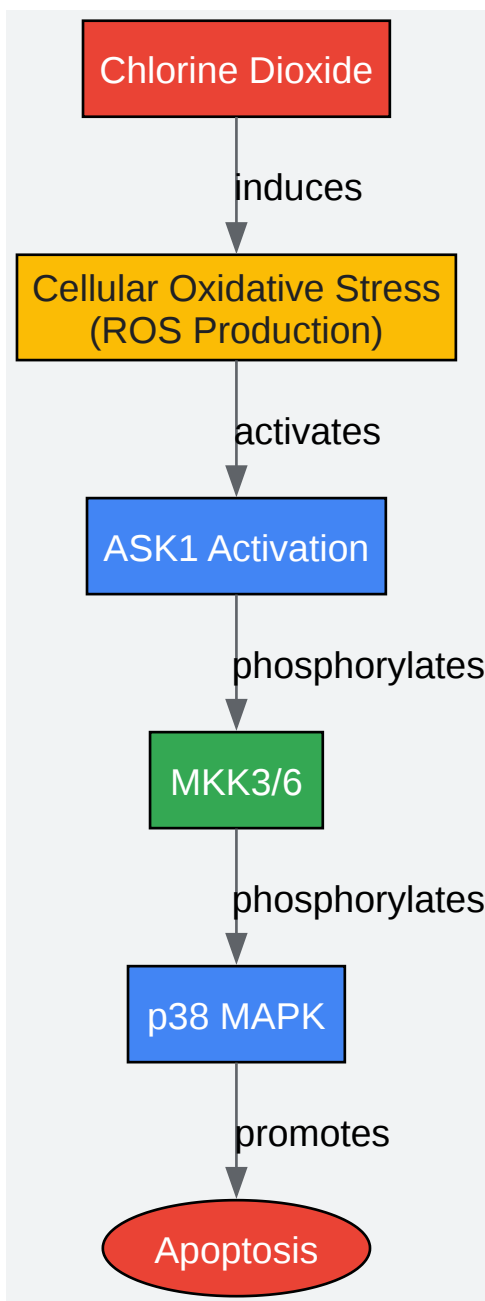 Chlorine Dioxide
induces
Cellular Oxidative Stress
(ROS Production)
activates
ASK1 Activation
phosphorylates
MKK3/6
phosphorylates
p38 MAPK
promotes
Apoptosis